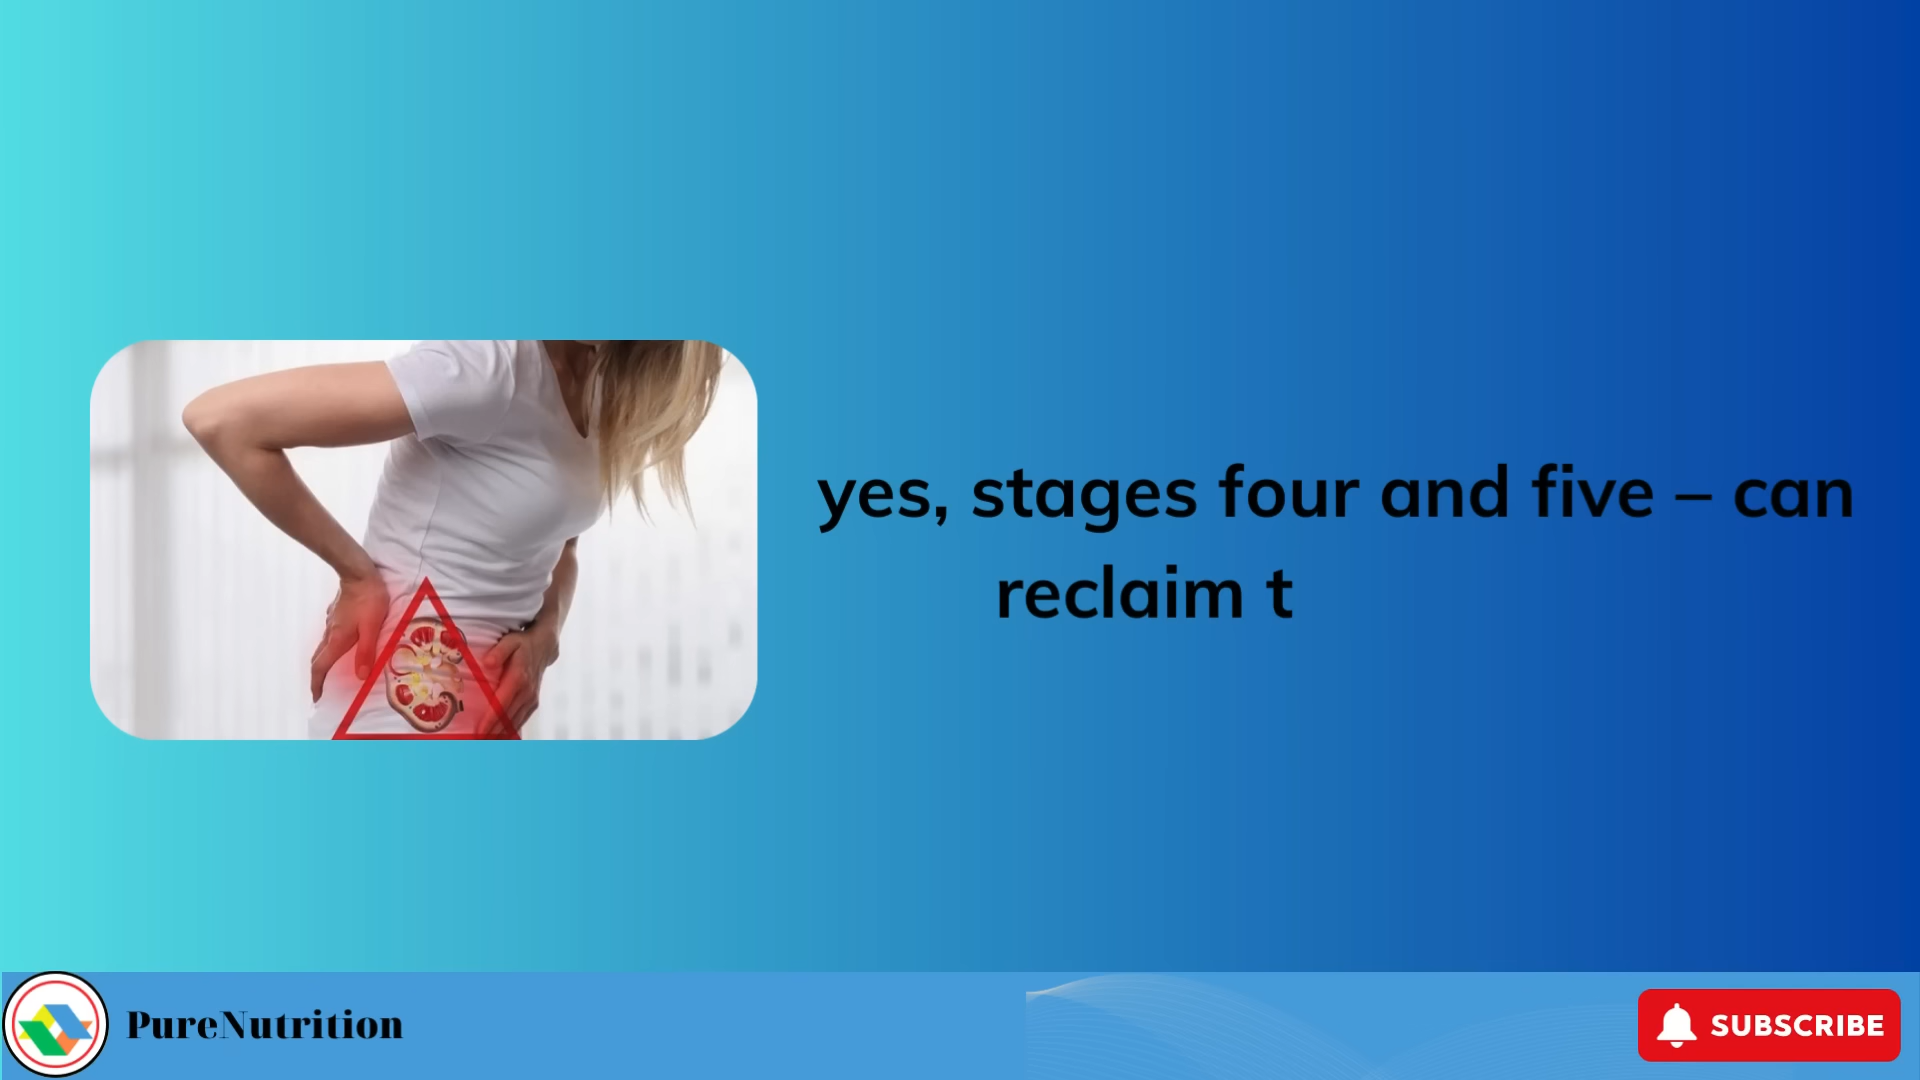 yes, stages four and five – can
reclaim t
PureNutrition
SUBSCRIBE